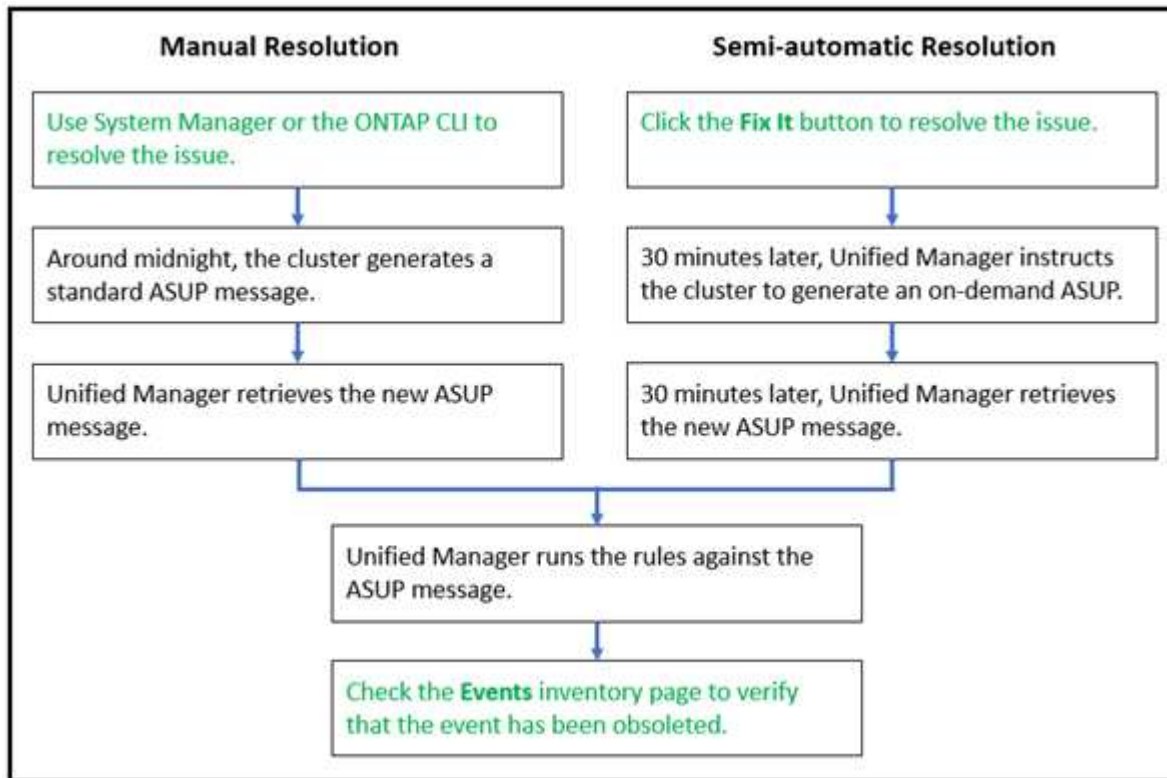 Manual Resolution
Semi-automatic Resolution
Use System Manager or the ONTAP CLI to
resolve the issue.
Click the Fix It button to resolve the issue.
Around midnight, the cluster generates a
standard ASUP message.
30 minutes later, Unified Manager instructs
the cluster to generate an on-demand ASUP.
Unified Manager retrieves the new ASUP
message.
30 minutes later, Unified Manager retrieves
the new ASUP message.
Unified Manager runs the rules against the
ASUP message.
Check the Events inventory page to verify
that the event has been obsoleted.